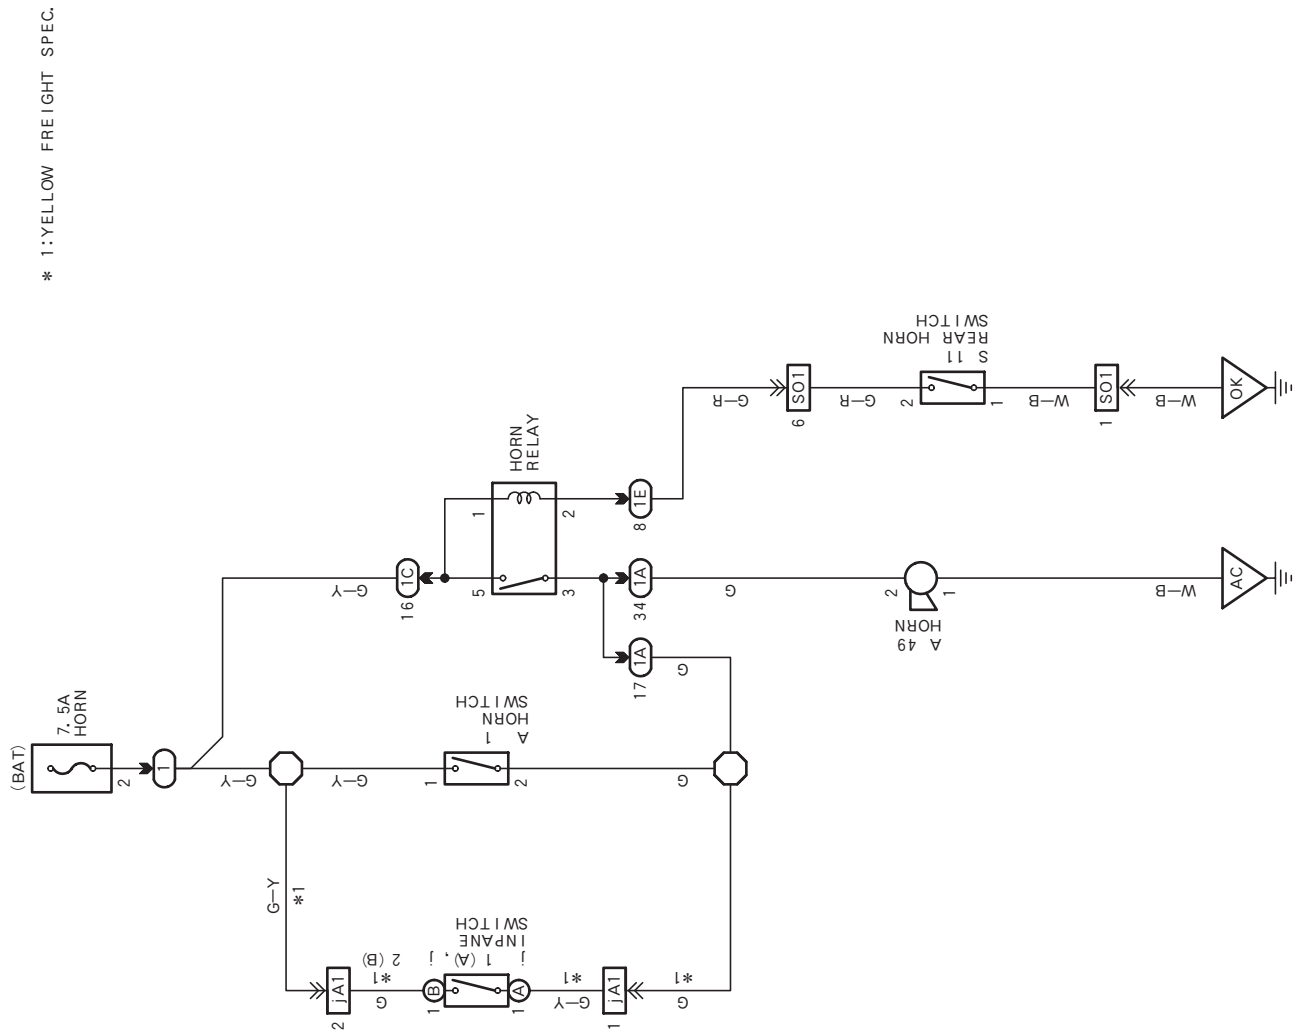 * 1:YELLOW FREIGHT SPEC.
(BAT)
7.5A
HORN
2
1
G-Y
G-Y
*1
2
jA1
G
*1
1
B
j 1 (A), j 2 (B)
INPANE
SWITCH
1
A
G-Y
*1
1
jA1
G
*1
G-Y
1
A 1
HORN
SWITCH
2
G
G-Y
16
1C
HORN
RELAY
1
2
5
3
8
1E
34
1A
17
1A
G
G
2
1
A 49
HORN
W-B
AC
G-R
6
SO1
G-R
2
S 11
REAR HORN
SWITCH
1
W-B
1
SO1
W-B
OK